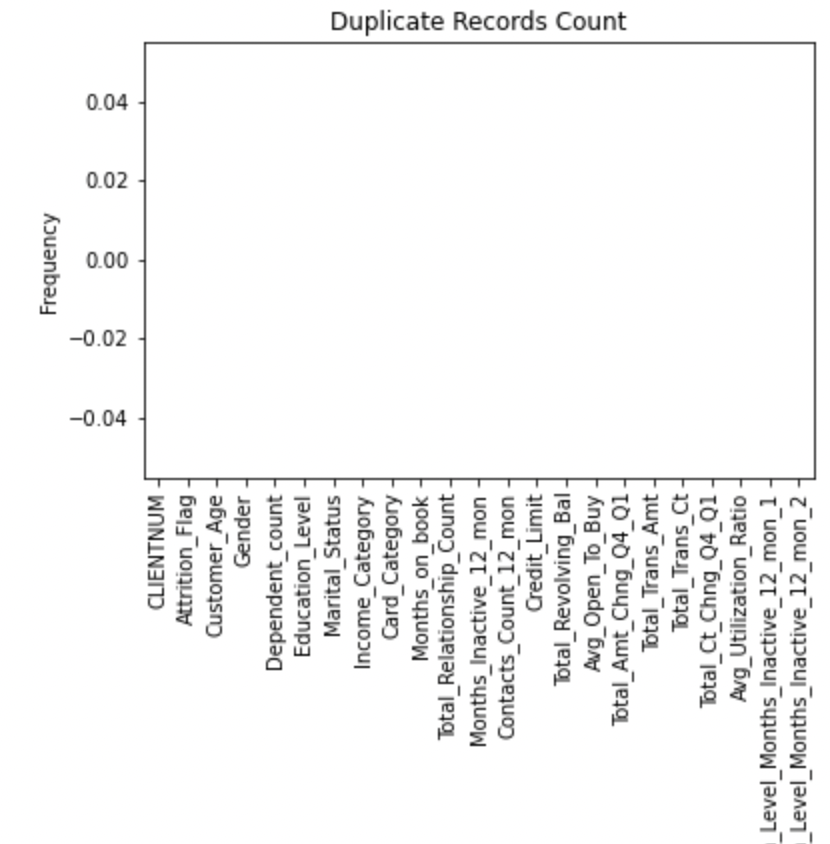 Duplicate Records Count
0.04
0.02
0.00
−0.02
−0.04
Frequency
CLIENTNUM
Attrition_Flag
Customer_Age
Gender
Dependent_count
Education_Level
Marital_Status
Income_Category
Card_Category
Months_on_book
Total_Relationship_Count
Months_Inactive_12_mon
Contacts_Count_12_mon
Credit_Limit
Total_Revolving_Bal
Avg_Open_To_Buy
Total_Amt_Chng_Q4_Q1
Total_Trans_Amt
Total_Trans_Ct
Total_Ct_Chng_Q4_Q1
Avg_Utilization_Ratio
_Level_Months_Inactive_12_mon_1
_Level_Months_Inactive_12_mon_2